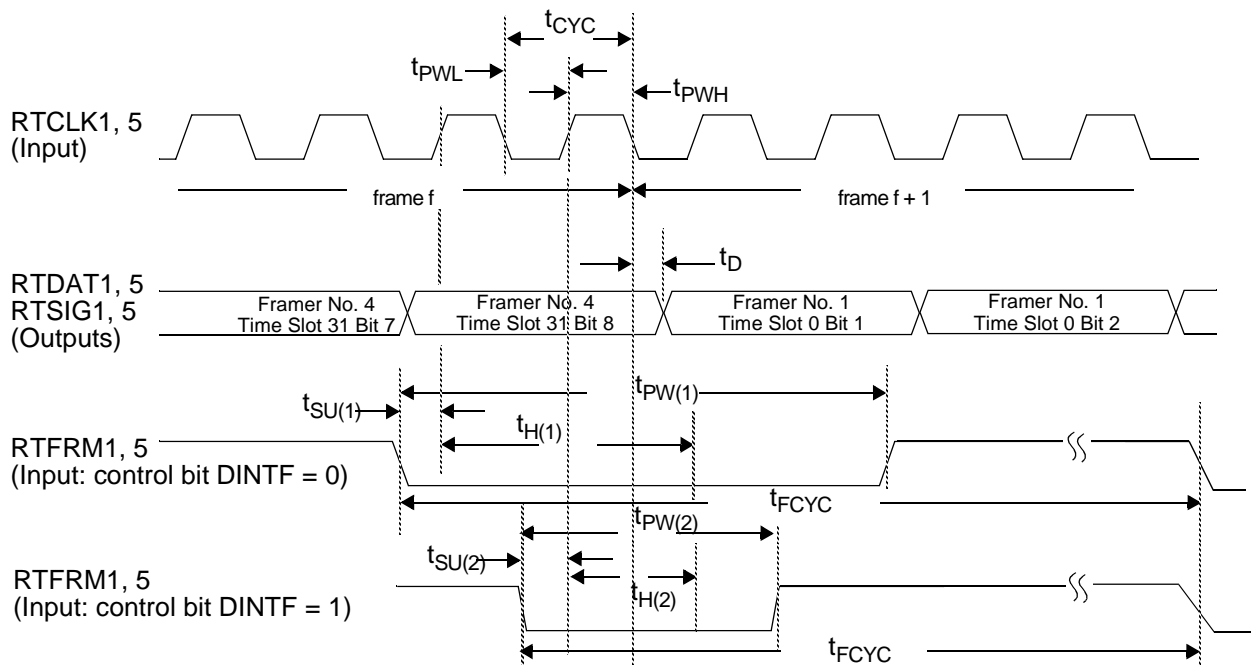 tCYC
tPWL
tPWH
RTCLK1, 5
(Input)
frame f
frame f + 1
tD
RTDAT1, 5
RTSIG1, 5
(Outputs)
Framer No. 4
Time Slot 31 Bit 7
Framer No. 4
Time Slot 31 Bit 8
Framer No. 1
Time Slot 0 Bit 1
Framer No. 1
Time Slot 0 Bit 2
tPW(1)
tSU(1)
tH(1)
RTFRM1, 5
(Input: control bit DINTF = 0)
tFCYC
tPW(2)
tSU(2)
tH(2)
RTFRM1, 5
(Input: control bit DINTF = 1)
tFCYC